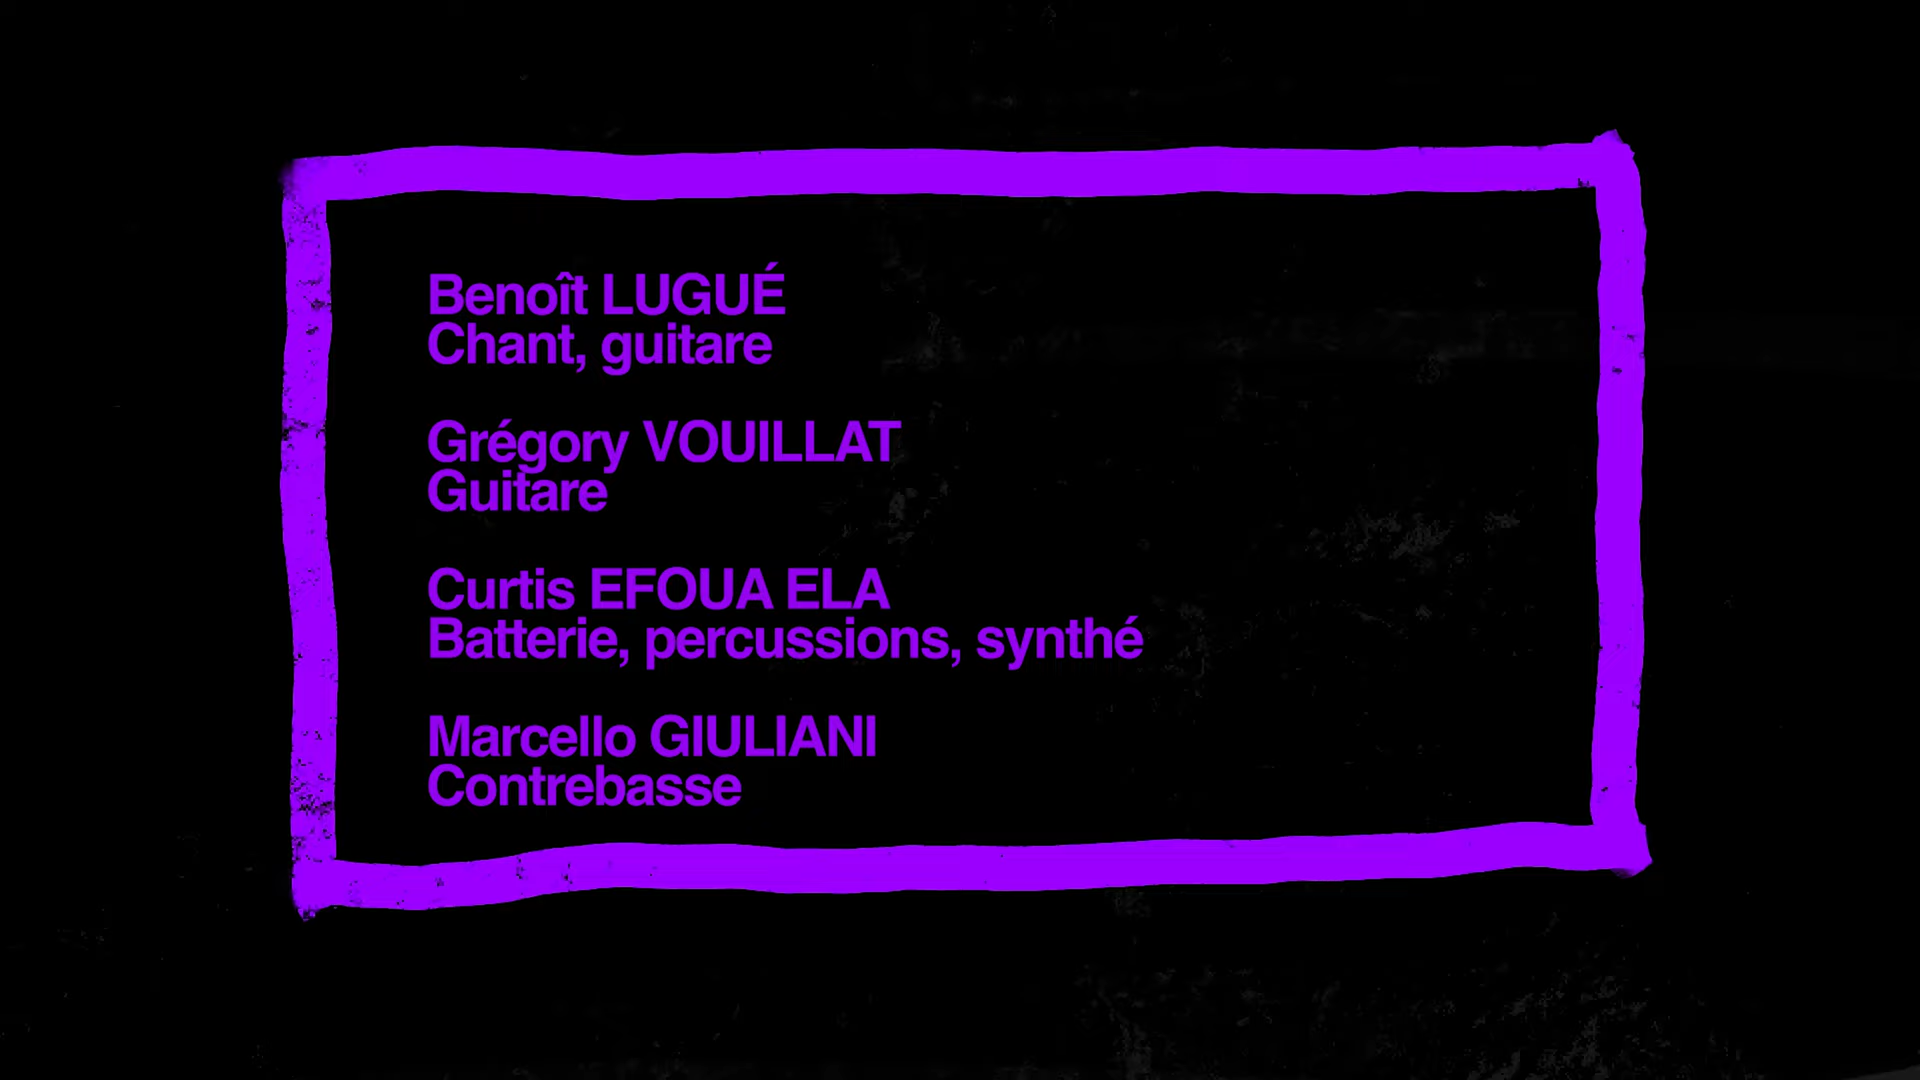 Benoît LUGUÉ
Chant, guitare
Grégory VOUILLAT
Guitare
Curtis EFOUA ELA
Batterie, percussions, synthé
Marcello GIULIANI
Contrebasse